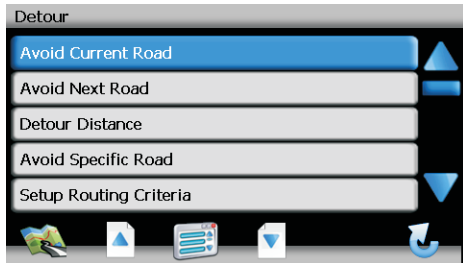 Detour
Avoid Current Road
Avoid Next Road
Detour Distance
Avoid Specific Road
Setup Routing Criteria